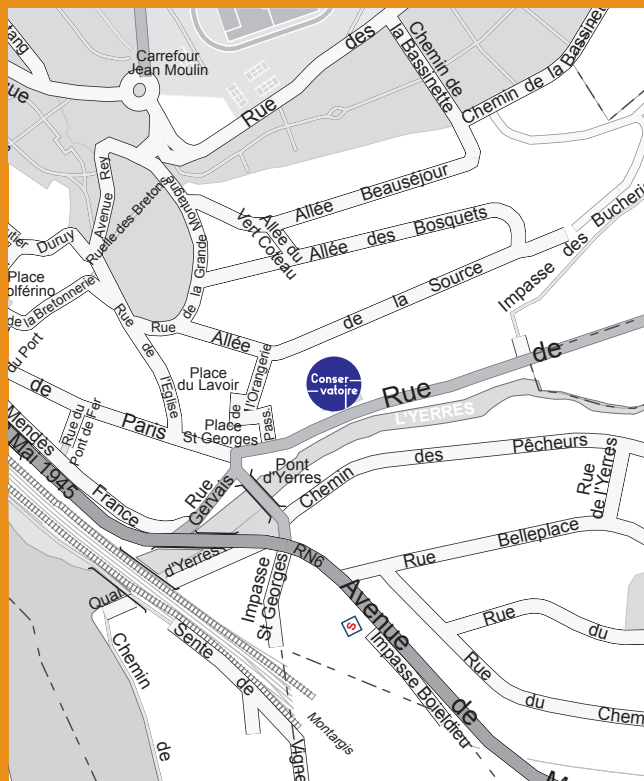 Carrefour
Jean Moulin
Rue
des
Chemin de
la Bassinette
Chemin de la Bassine
Avenue Rey
Ruelle des Bretons
Rue de la Grande Montagne
Allée du
Vert Coteau
Allée Beauséjour
Allée des Bosquets
Impasse des Bucheri
Duruy
Place
olférino
de la Bretonnerie
du Port
Rue de l'Eglise
Rue Allée de la Source
Place
du Lavoir
Pass. de l'Orangerie
Conser
vatoire
Rue de
L'YERRES
de Paris
Rue du
Pont de Fer
Place
St Georges
Mendès France
Mai 1945
Rue
Gervais
Pont
d'Yerres
Chemin des Pêcheurs
Rue
de l'Yerres
Quai d'Yerres
Impasse
St Georges
RN6
Rue Belleplace
Avenue de
S
Impasse Boieldieu
Rue du
Rue du Chem
Chemin de
Sente de
Vigne
Montargis